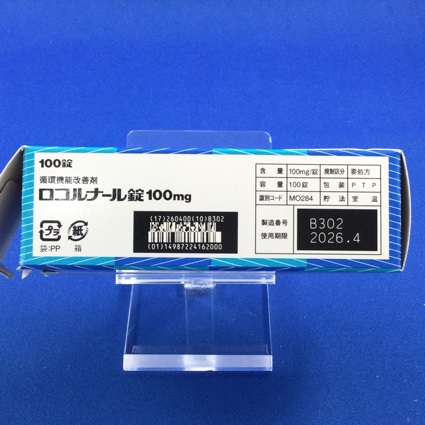 100錠
循環機能改善剤
ロコルナール錠100mg
プラ
紙
袋:PP
箱
(17)260400(10)B302
(01)14987224162000
含量 100mg/錠 規制区分 要処方
容量 100錠 包装 PTP
識別コード MO284 貯法 室温
製造番号 B302
使用期限 2026.4